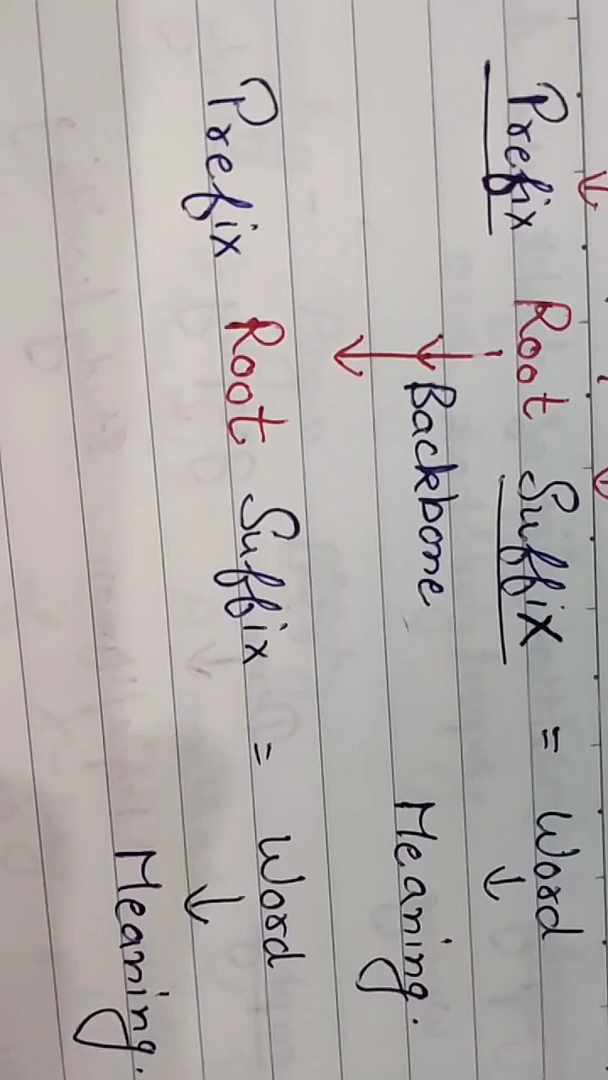 Prefix Root Suffix = Word
↓ ↓
Backbone Meaning.
↓
Prefix Root Suffix = Word
↓
Meaning.